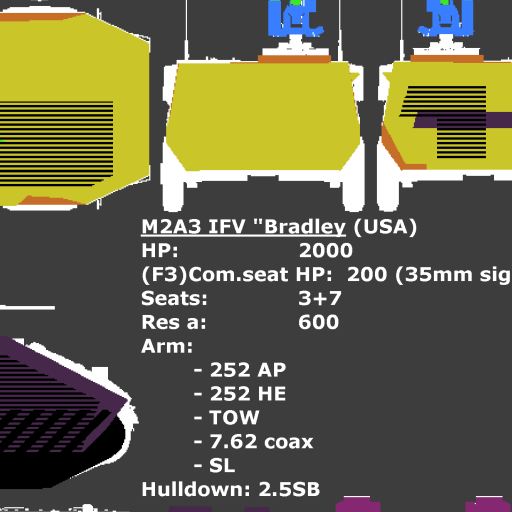 M2A3 IFV "Bradley (USA)
HP: 2000
(F3)Com.seat HP: 200 (35mm sig
Seats: 3+7
Res a: 600
Arm:
- 252 AP
- 252 HE
- TOW
- 7.62 coax
- SL
Hulldown: 2.5SB